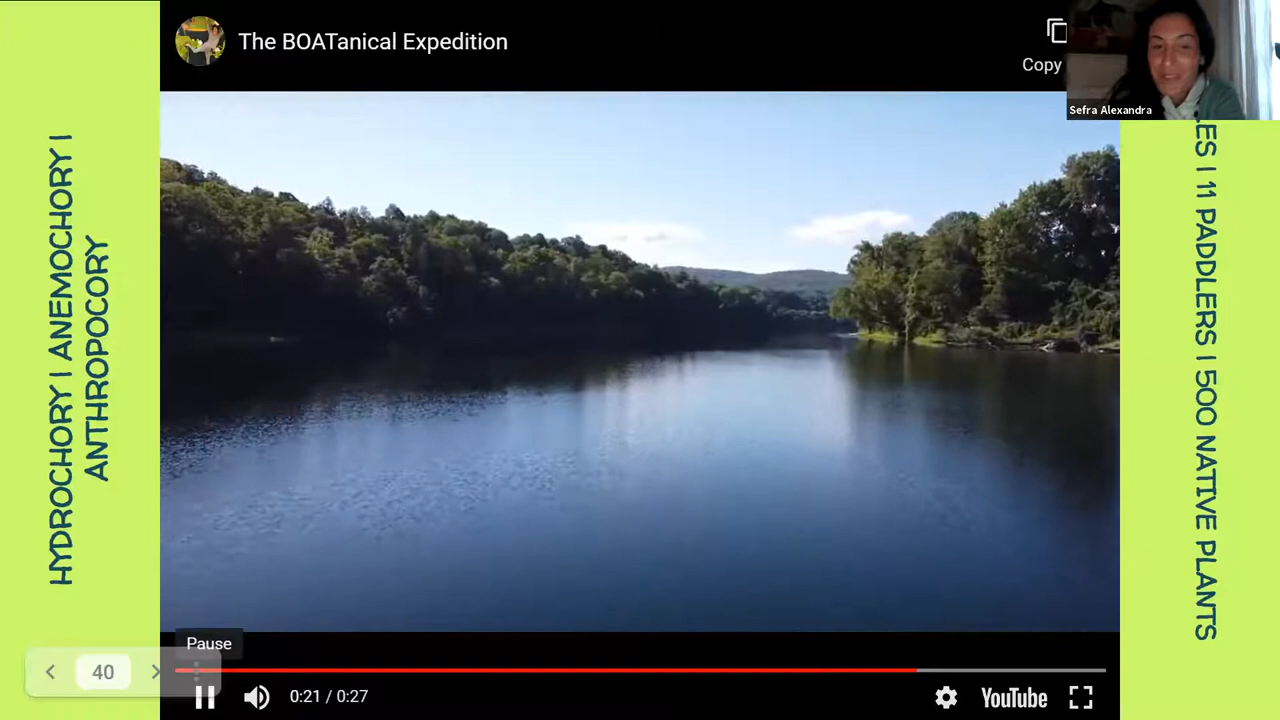 The BOATanical Expedition
Copy
Sefra Alexandra
HYDROCHORY | ANEMOCHORY |
ANTHROPOCORY
ES | 11 PADDLERS | 500 NATIVE PLANTS
Pause
40
0:21 / 0:27
YouTube